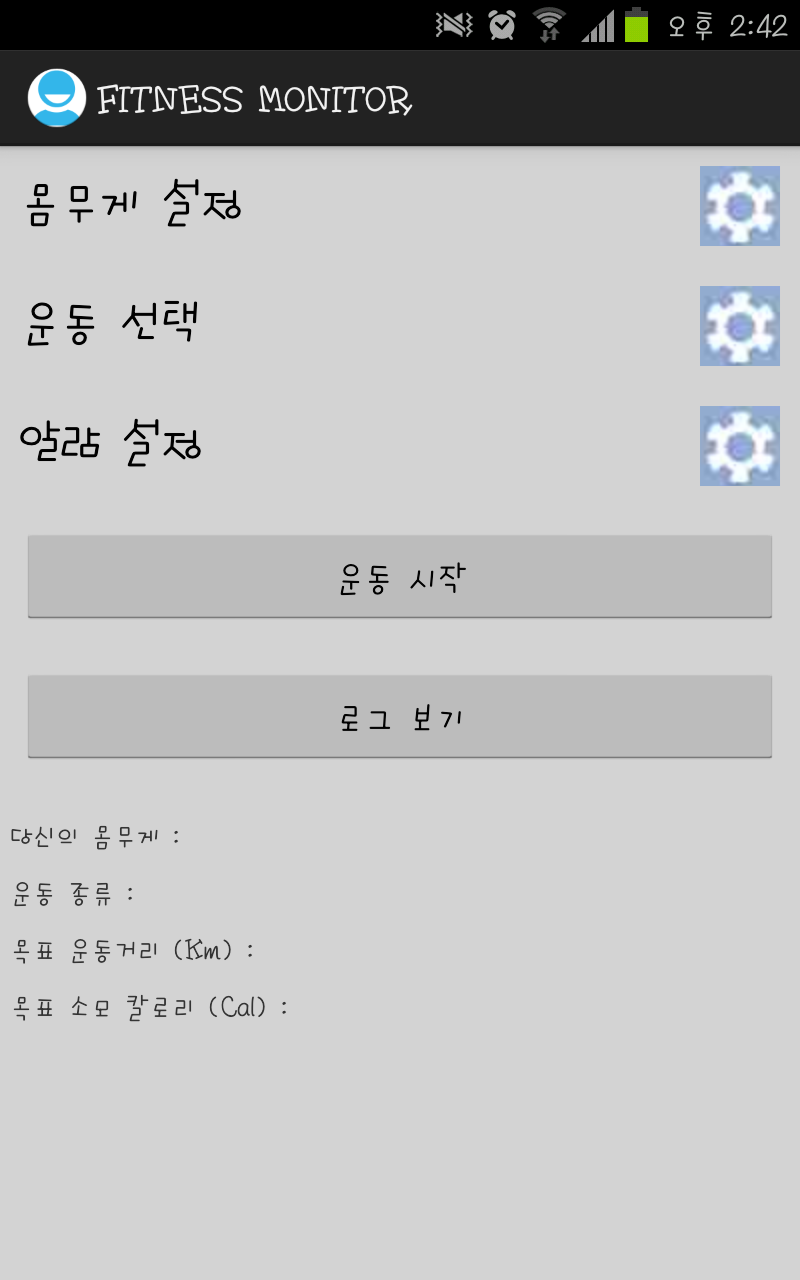 오후 2:42
FITNESS MONITOR
몸무게 설정
운동 선택
알람 설정
운동 시작
로그 보기
당신의 몸무게 :
운동 종류 :
목표 운동거리 (Km) :
목표 소모 칼로리 (Cal) :